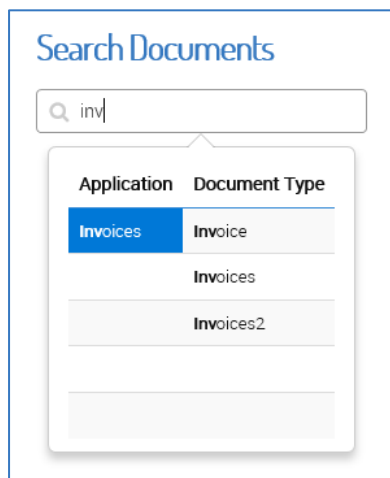 Search Documents
inv
Application Document Type
Invoices Invoice
Invoices
Invoices2